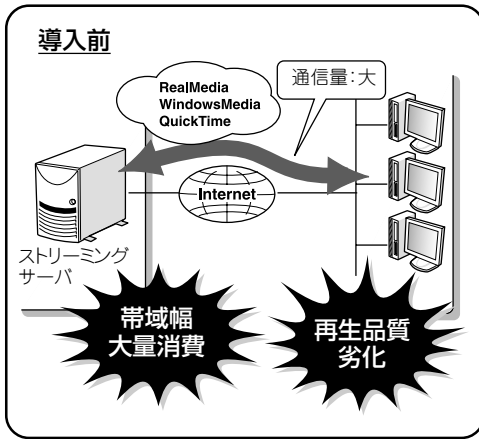 導入前
通信量：大
RealMedia
WindowsMedia
QuickTime
Internet
ストリーミング
サーバ
帯域幅
大量消費
再生品質
劣化